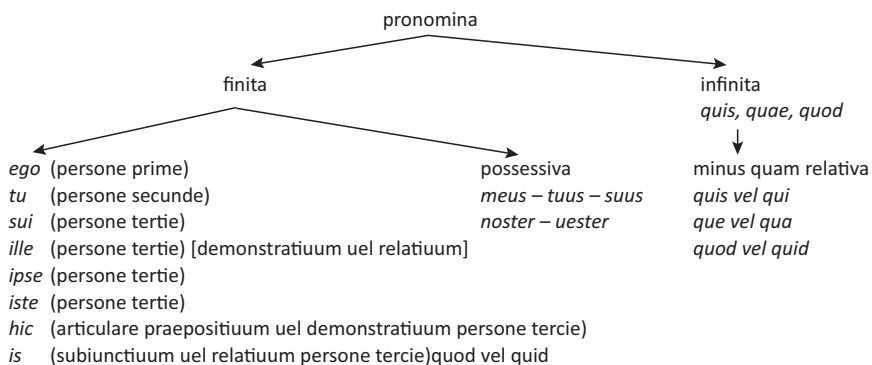 pronomina
finita
infinita
quis, quae, quod
ego (persone prime)
tu (persone secunde)
sui (persone tertie)
ille (persone tertie) [demonstratiuum uel relatiuum]
ipse (persone tertie)
iste (persone tertie)
hic (articulare praepositiuum uel demonstratiuum persone tercie)
is (subiunctiuum uel relatiuum persone tercie)quod vel quid
possessiva
meus – tuus – suus
noster – uester
minus quam relativa
quis vel qui
que vel qua
quod vel quid